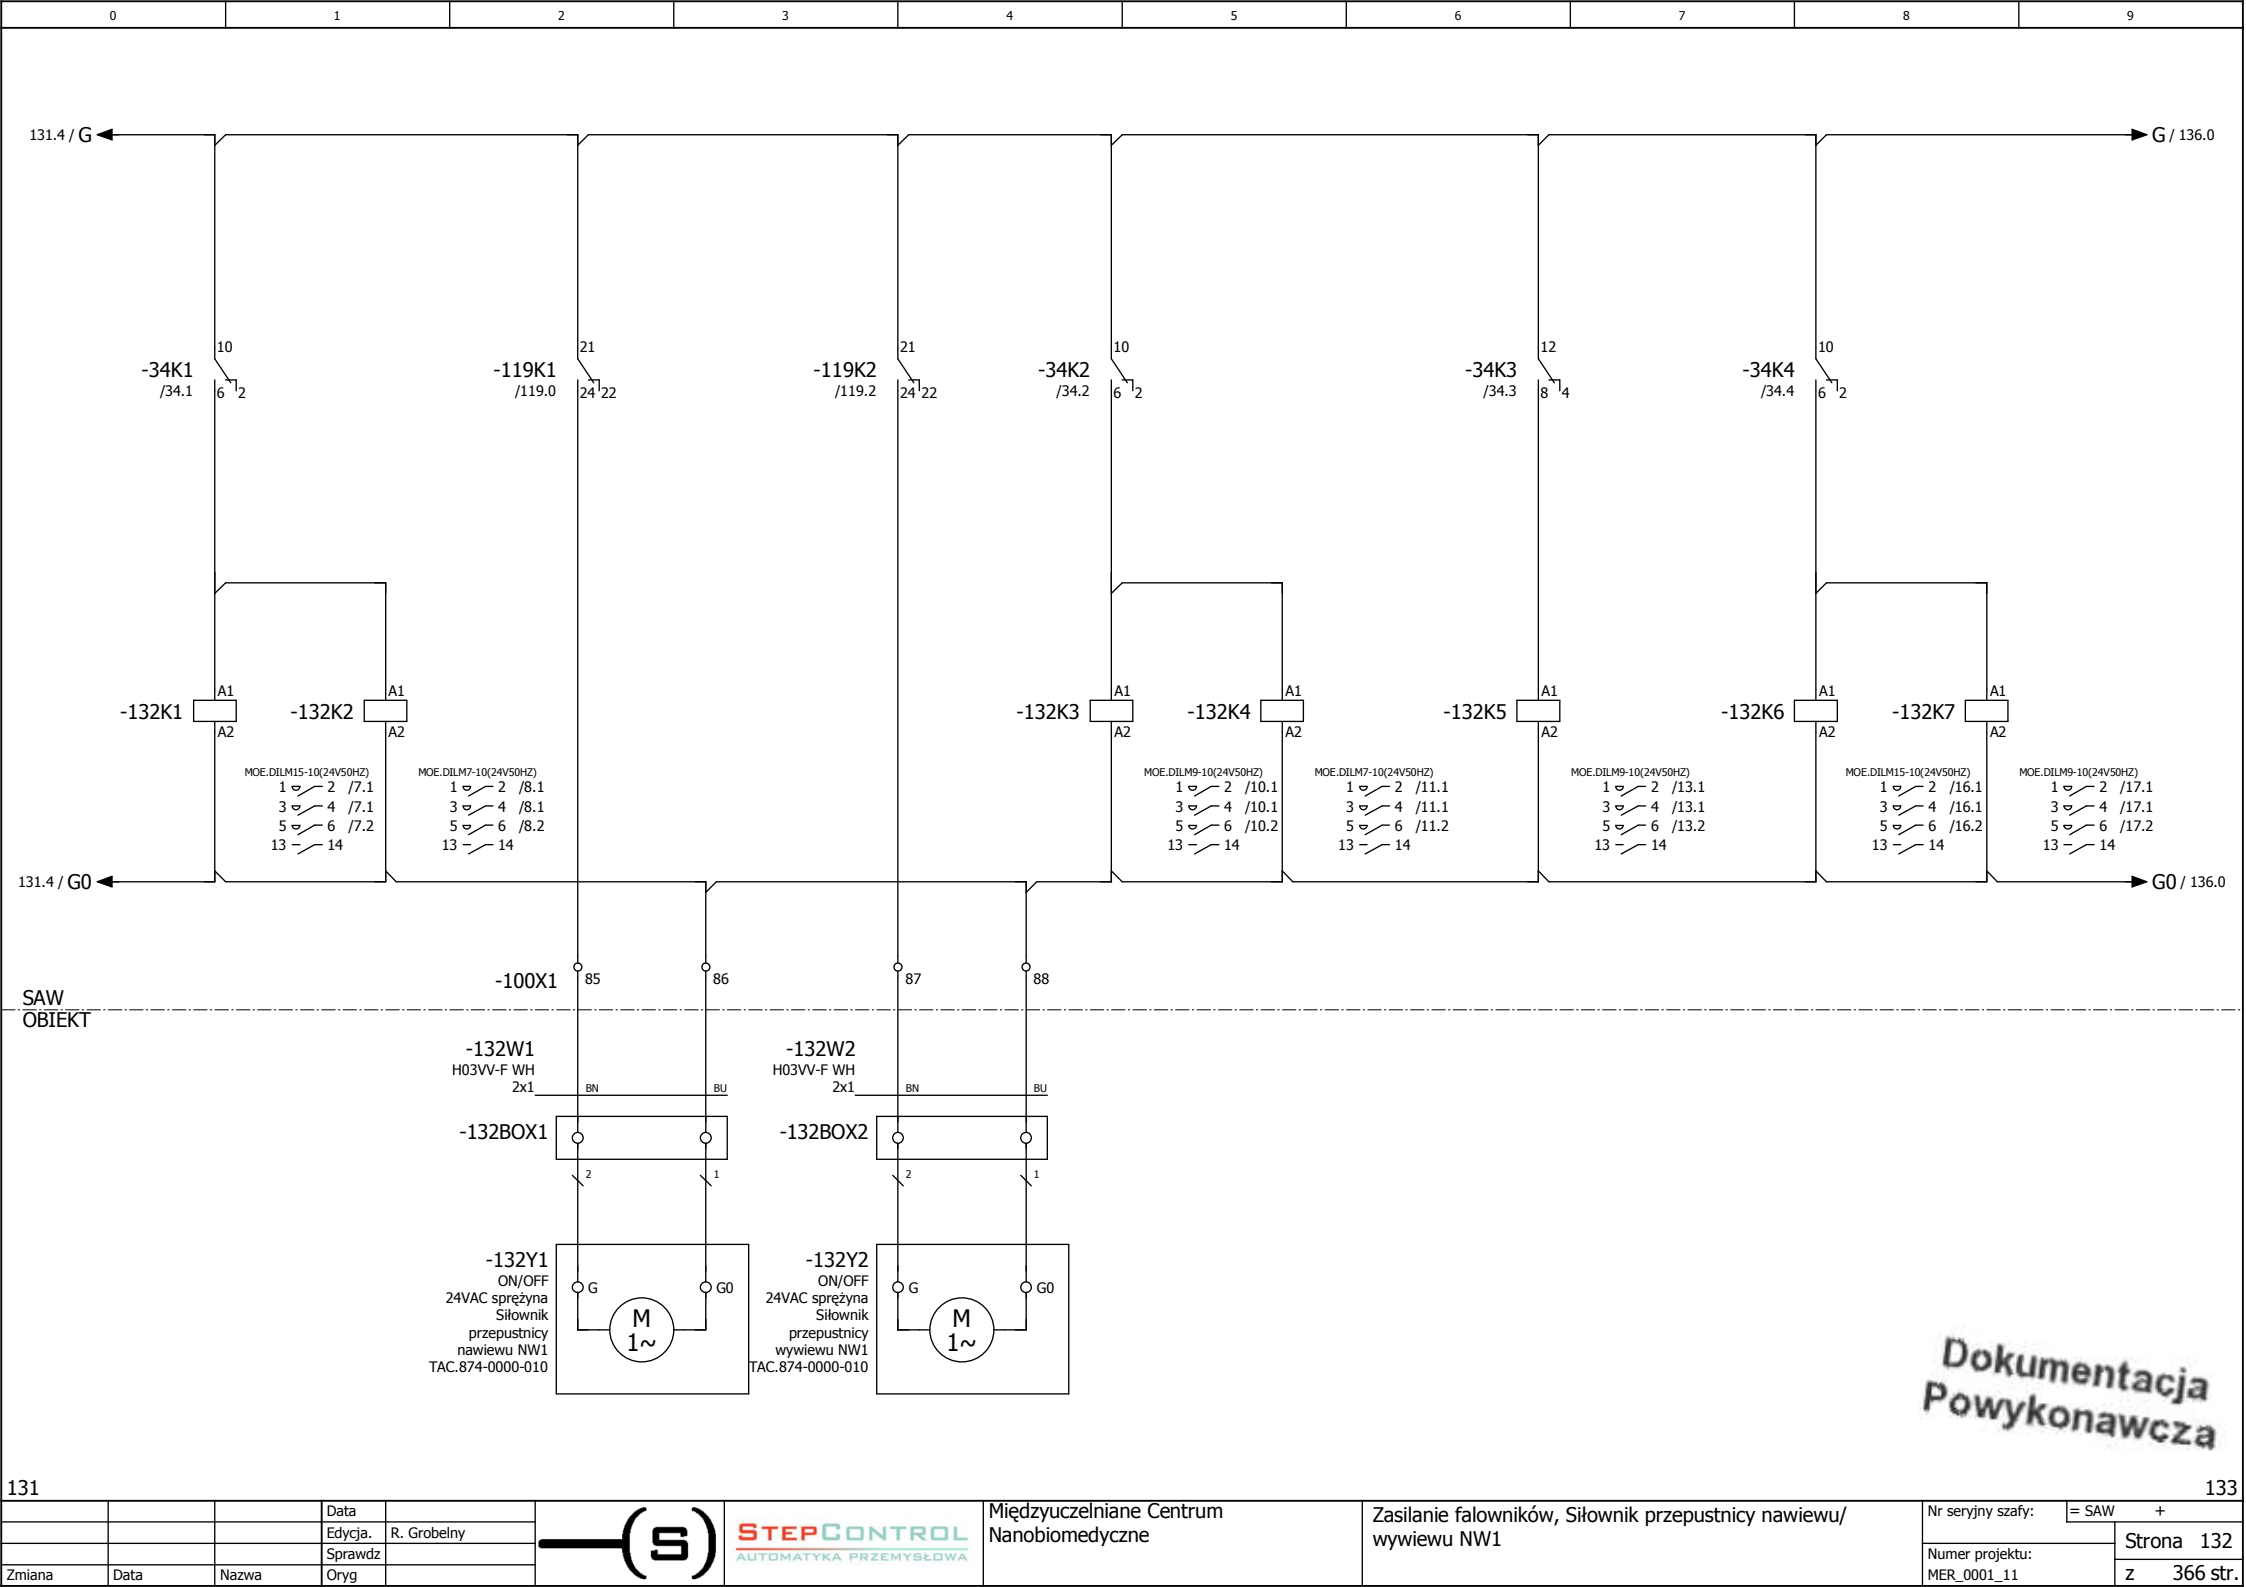 0 1 2 3 4 5 6 7 8 9
131.4 / G
G / 136.0
-34K1
/34.1
10
6 2
-119K1
/119.0
21
24 22
-119K2
/119.2
21
24 22
-34K2
/34.2
10
6 2
-34K3
/34.3
12
8 4
-34K4
/34.4
10
6 2
-132K1
A1
A2
-132K2
A1
A2
-132K3
A1
A2
-132K4
A1
A2
-132K5
A1
A2
-132K6
A1
A2
-132K7
A1
A2
MOE.DILM15-10(24V50HZ)
1 2 /7.1
3 4 /7.1
5 6 /7.2
13 14
MOE.DILM7-10(24V50HZ)
1 2 /8.1
3 4 /8.1
5 6 /8.2
13 14
MOE.DILM9-10(24V50HZ)
1 2 /10.1
3 4 /10.1
5 6 /10.2
13 14
MOE.DILM7-10(24V50HZ)
1 2 /11.1
3 4 /11.1
5 6 /11.2
13 14
MOE.DILM9-10(24V50HZ)
1 2 /13.1
3 4 /13.1
5 6 /13.2
13 14
MOE.DILM15-10(24V50HZ)
1 2 /16.1
3 4 /16.1
5 6 /16.2
13 14
MOE.DILM9-10(24V50HZ)
1 2 /17.1
3 4 /17.1
5 6 /17.2
13 14
131.4 / G0
G0 / 136.0
-100X1 85 86 87 88
SAW
OBIEKT
-132W1
H03VV-F WH
2x1 BN BU
-132W2
H03VV-F WH
2x1 BN BU
-132BOX1
2 1
-132BOX2
2 1
-132Y1
ON/OFF
24VAC sprężyna
Siłownik
przepustnicy
nawiewu NW1
TAC.874-0000-010
G G0
M
1~
-132Y2
ON/OFF
24VAC sprężyna
Siłownik
przepustnicy
wywiewu NW1
TAC.874-0000-010
G G0
M
1~
Dokumentacja
Powykonawcza
131
133
Data
Edycja. R. Grobelny
Sprawdz
Zmiana Data Nazwa Oryg
(S)
STEPCONTROL
AUTOMATYKA PRZEMYSŁOWA
Międzyuczelniane Centrum
Nanobiomedyczne
Zasilanie falowników, Siłownik przepustnicy nawiewu/
wywiewu NW1
Nr seryjny szafy:
= SAW +
Numer projektu:
MER_0001_11
Strona 132
z 366 str.